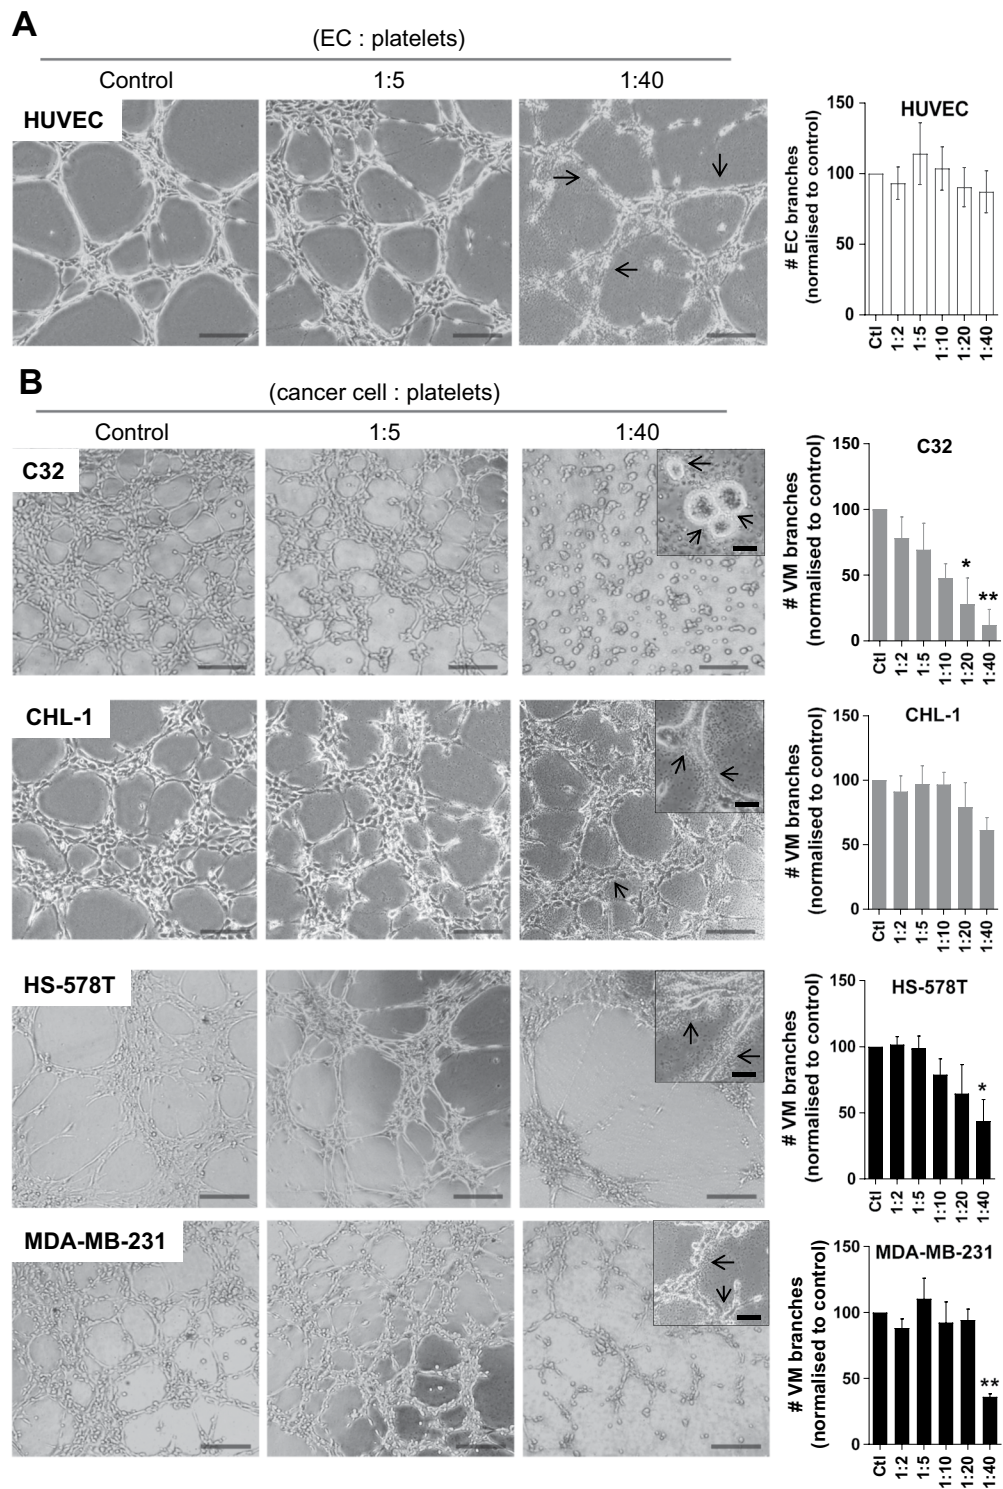 A
(EC : platelets)
Control 1:5 1:40
HUVEC
HUVEC
# EC branches
(normalised to control)
150
100
50
0
Ctl 1:2 1:5 1:10 1:20 1:40
B
(cancer cell : platelets)
Control 1:5 1:40
C32
C32
# VM branches
(normalised to control)
150
100
50
0
* **
Ctl 1:2 1:5 1:10 1:20 1:40
CHL-1
CHL-1
# VM branches
(normalised to control)
150
100
50
0
Ctl 1:2 1:5 1:10 1:20 1:40
HS-578T
HS-578T
# VM branches
(normalised to control)
150
100
50
0
*
Ctl 1:2 1:5 1:10 1:20 1:40
MDA-MB-231
MDA-MB-231
# VM branches
(normalised to control)
150
100
50
0
**
Ctl 1:2 1:5 1:10 1:20 1:40